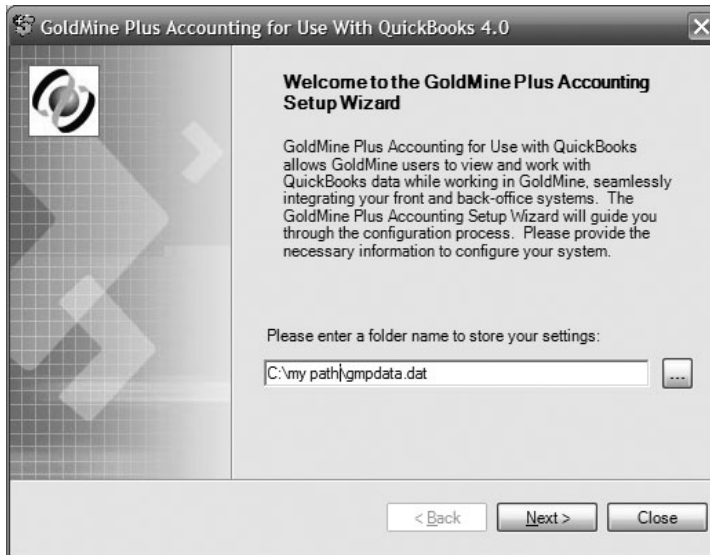 GoldMine Plus Accounting for Use With QuickBooks 4.0
Welcome to the GoldMine Plus Accounting
Setup Wizard
GoldMine Plus Accounting for Use with QuickBooks
allows GoldMine users to view and work with
QuickBooks data while working in GoldMine, seamlessly
integrating your front and back-office systems. The
GoldMine Plus Accounting Setup Wizard will guide you
through the configuration process. Please provide the
necessary information to configure your system.
Please enter a folder name to store your settings:
C:\my path\gmpdata.dat
...
< Back
Next >
Close